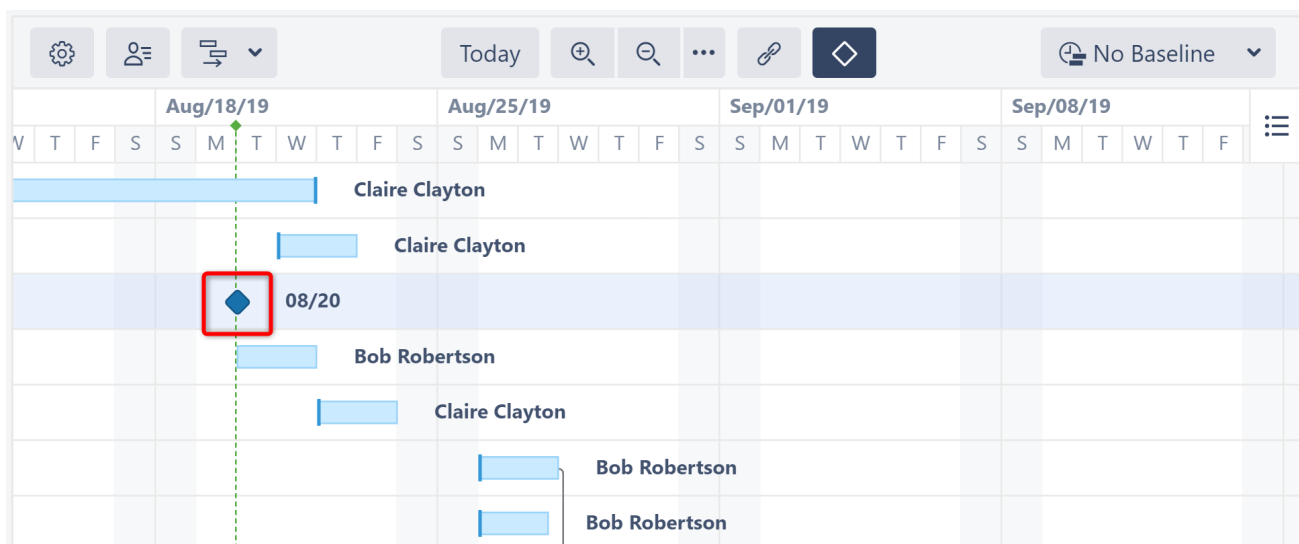 Today No Baseline
Aug/18/19 Aug/25/19 Sep/01/19 Sep/08/19
W T F S S M T W T F S S M T W T F S S M T W T F S S M T W T F
Claire Clayton
Claire Clayton
08/20
Bob Robertson
Claire Clayton
Bob Robertson
Bob Robertson